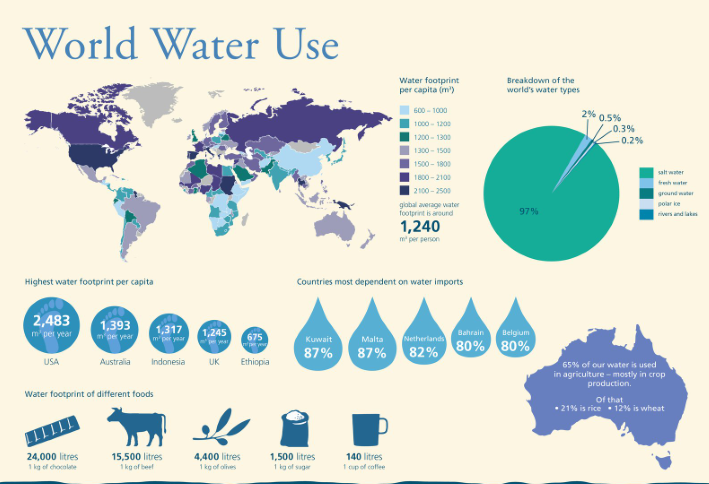 World Water Use
Water footprint
per capita (m³)
600 – 1000
1000 – 1200
1200 – 1300
1300 – 1500
1500 – 1800
1800 – 2100
2100 – 2500
global average water
footprint is around
1,240
m³ per person
Breakdown of the
world's water types
2%
0.5%
0.3%
0.2%
97%
salt water
fresh water
ground water
polar ice
rivers and lakes
Highest water footprint per capita
2,483
m³ per year
USA
1,393
m³ per year
Australia
1,317
m³ per year
Indonesia
1,245
m³ per year
UK
675
m³ per year
Ethiopia
Countries most dependent on water imports
Kuwait
87%
Malta
87%
Netherlands
82%
Bahrain
80%
Belgium
80%
65% of our water is used
in agriculture – mostly in crop
production.
Of that
• 21% is rice • 12% is wheat
Water footprint of different foods
24,000 litres
1 kg of chocolate
15,500 litres
1 kg of beef
4,400 litres
1 kg of olives
1,500 litres
1 kg of sugar
140 litres
1 cup of coffee